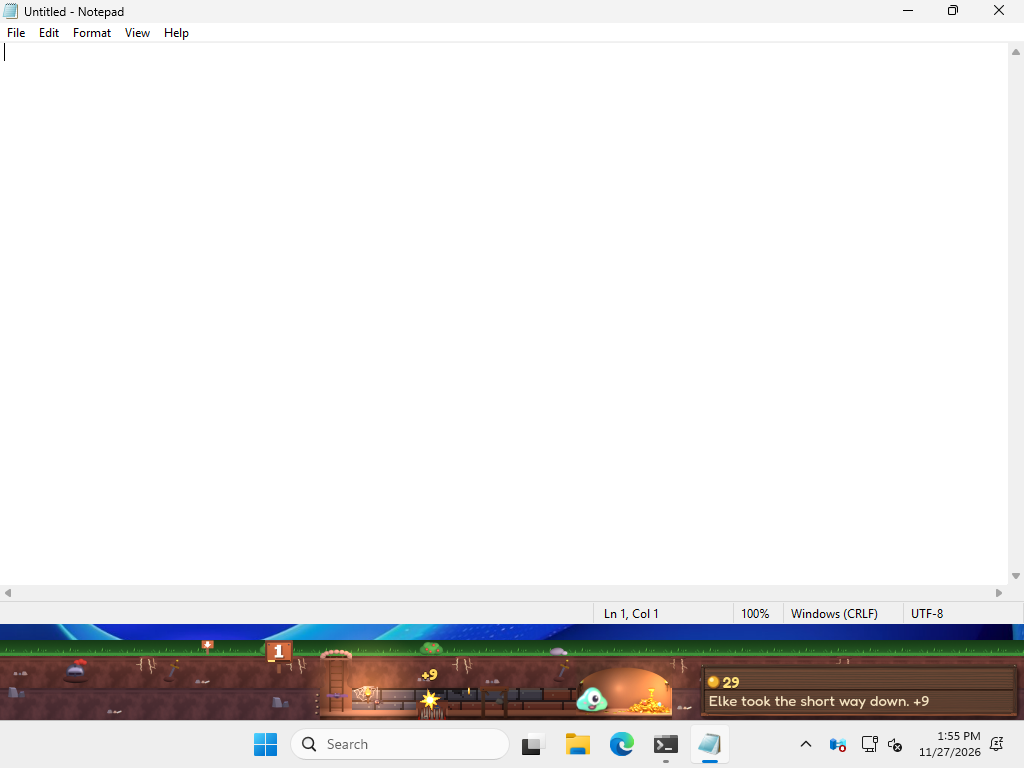 Untitled - Notepad
File Edit Format View Help
Ln 1, Col 1 100% Windows (CRLF) UTF-8
1
+9
29
Elke took the short way down. +9
Search
1:55 PM
11/27/2026